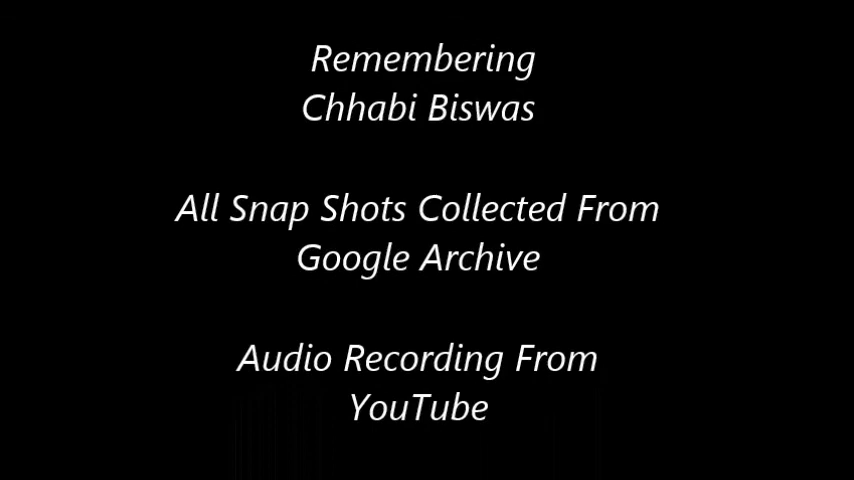 Remembering
Chhabi Biswas
All Snap Shots Collected From
Google Archive
Audio Recording From
YouTube